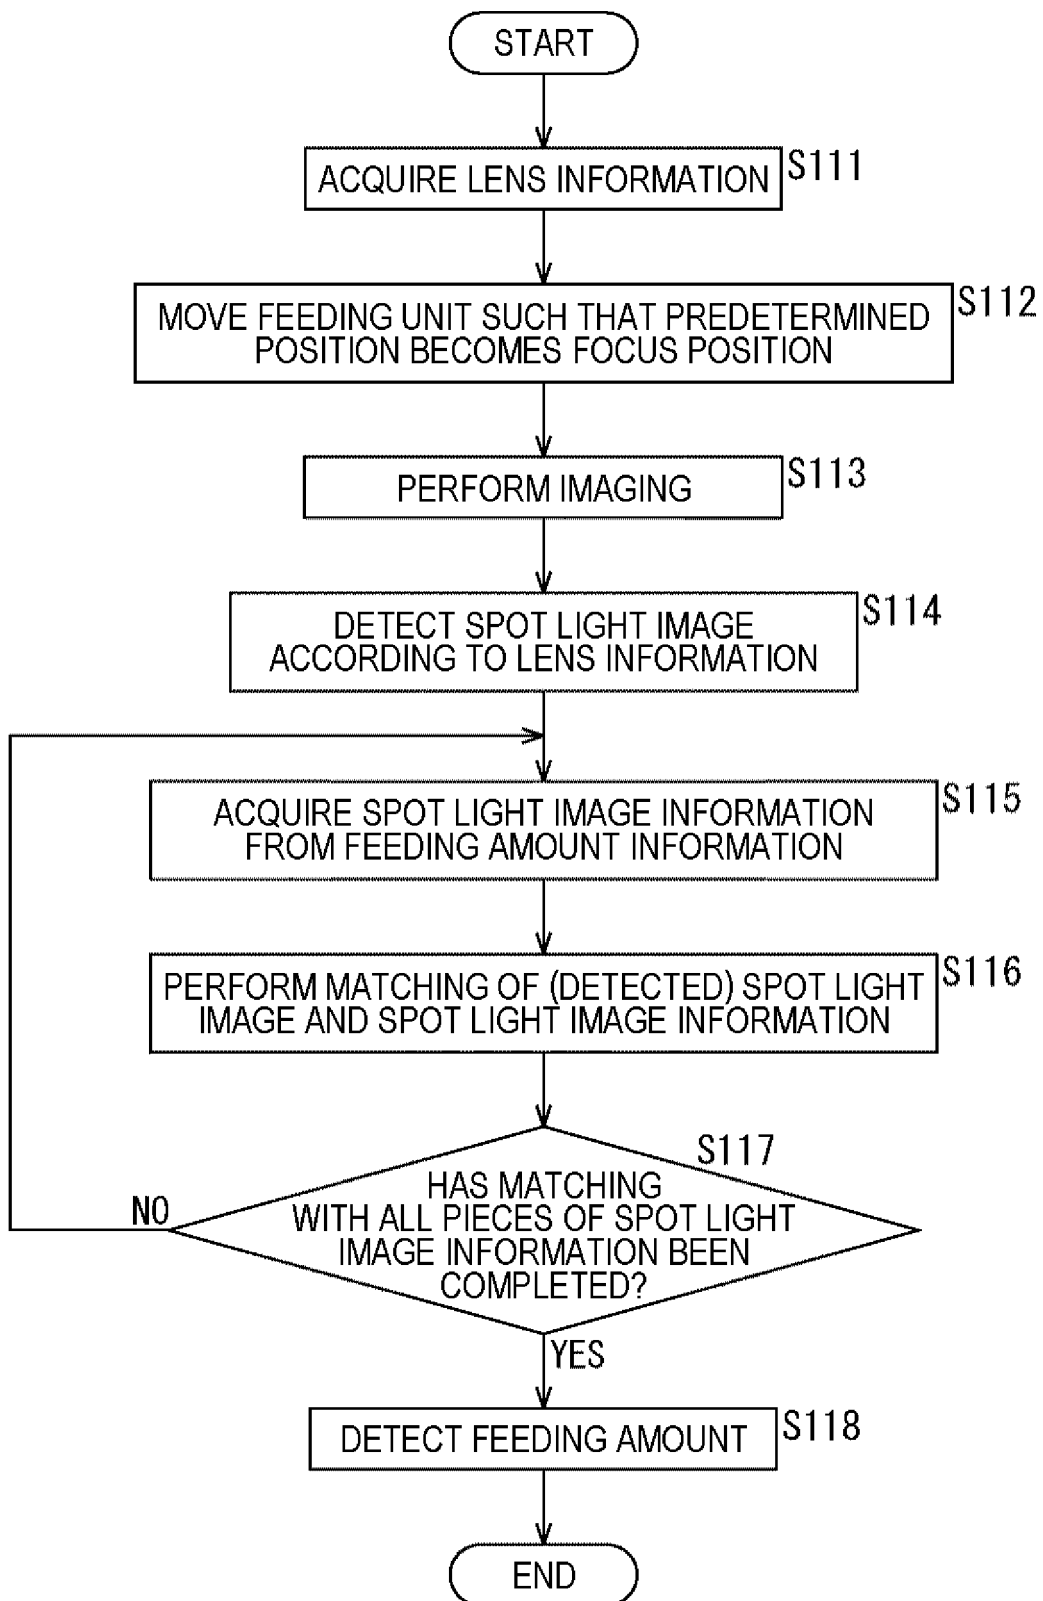 START
ACQUIRE LENS INFORMATION
S111
MOVE FEEDING UNIT SUCH THAT PREDETERMINED
POSITION BECOMES FOCUS POSITION
S112
PERFORM IMAGING
S113
DETECT SPOT LIGHT IMAGE
ACCORDING TO LENS INFORMATION
S114
ACQUIRE SPOT LIGHT IMAGE INFORMATION
FROM FEEDING AMOUNT INFORMATION
S115
PERFORM MATCHING OF (DETECTED) SPOT LIGHT
IMAGE AND SPOT LIGHT IMAGE INFORMATION
S116
S117
HAS MATCHING
WITH ALL PIECES OF SPOT LIGHT
IMAGE INFORMATION BEEN
COMPLETED?
NO
YES
DETECT FEEDING AMOUNT
S118
END